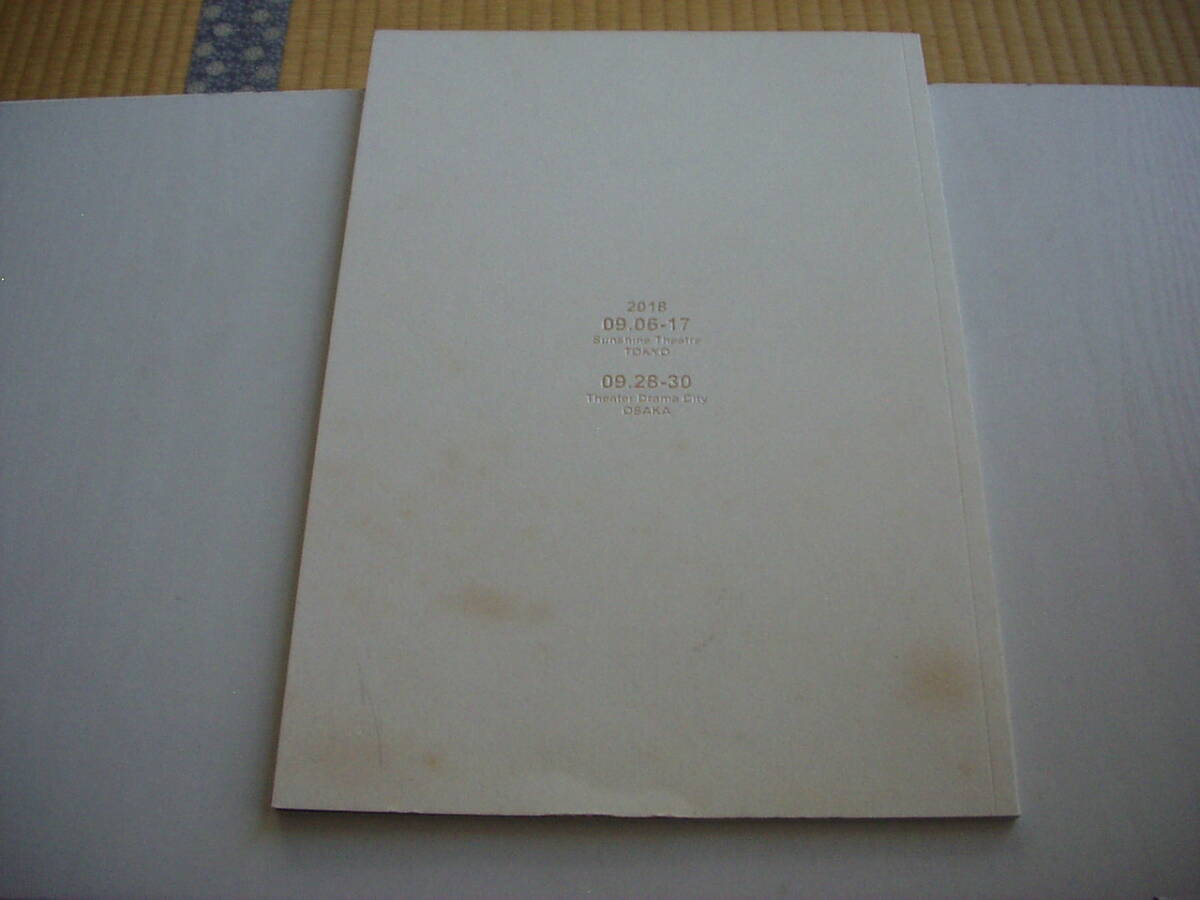 2018
09.06-17
Sunshine Theatre
TOKYO
09.28-30
Theater Drama City
OSAKA